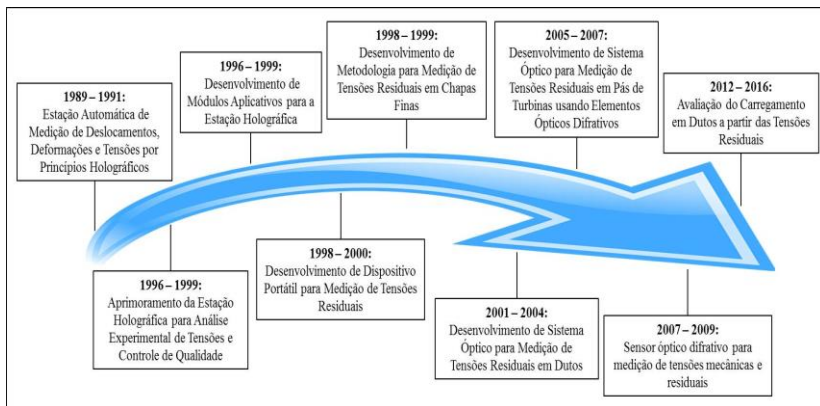 1989 – 1991:
Estação Automática de
Medição de Deslocamentos,
Deformações e Tensões por
Princípios Holográficos
1996 – 1999:
Desenvolvimento de
Módulos Aplicativos para a
Estação Holográfica
1998 – 1999:
Desenvolvimento de
Metodologia para Medição de
Tensões Residuais em Chapas
Finas
2005 – 2007:
Desenvolvimento de Sistema
Óptico para Medição de
Tensões Residuais em Pás de
Turbinas usando Elementos
Ópticos Difrativos
2012 – 2016:
Avaliação do Carregamento
em Dutos a partir das Tensões
Residuais
1996 – 1999:
Aprimoramento da Estação
Holográfica para Análise
Experimental de Tensões e
Controle de Qualidade
1998 – 2000:
Desenvolvimento de Dispositivo
Portátil para Medição de Tensões
Residuais
2001 – 2004:
Desenvolvimento de Sistema
Óptico para Medição de
Tensões Residuais em Dutos
2007 – 2009:
Sensor óptico difrativo para
medição de tensões mecânicas e
residuais